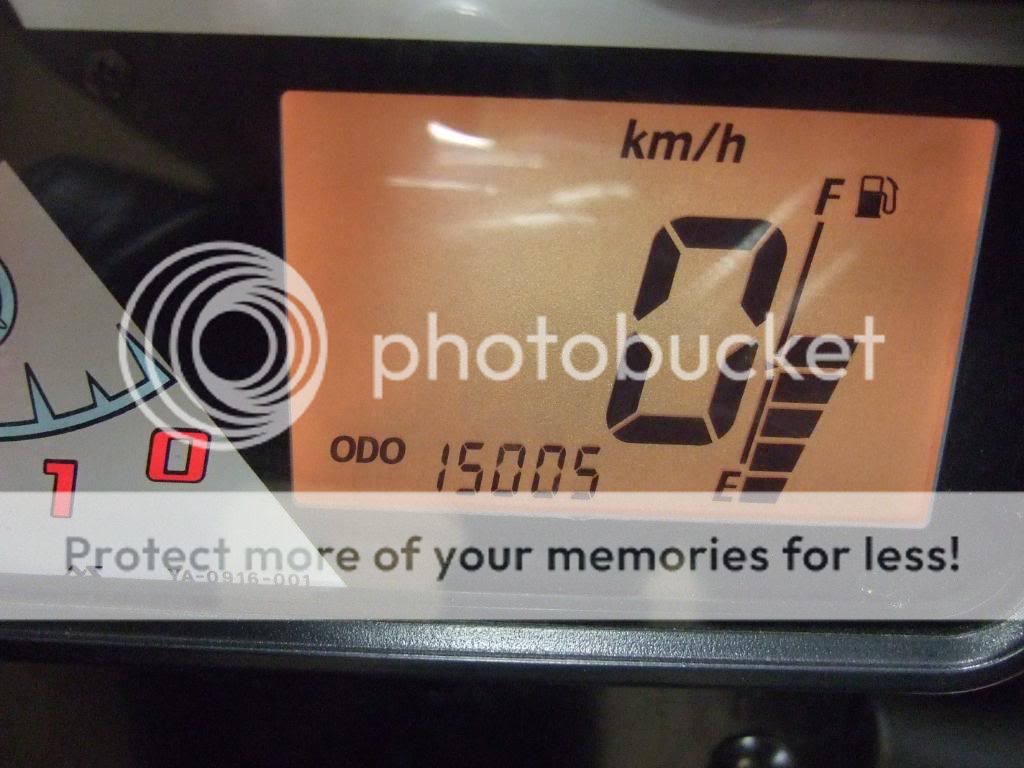 km/h
F
0
photobucket
ODO 15005
E
1 0
Protect more of your memories for less!
YA-0916-001